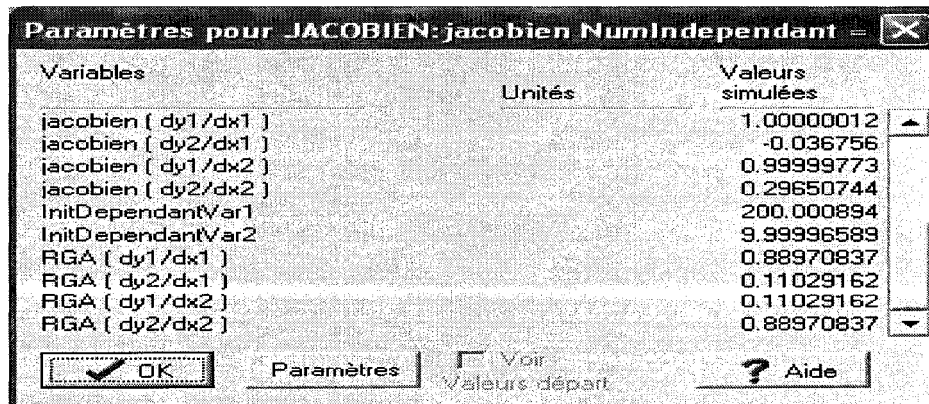 Paramètres pour JACOBIEN:jacobien NumIndependant =
Variables Unités Valeurs simulées
jacobien ( dy1/dx1 ) 1.00000012
jacobien ( dy2/dx1 ) -0.036756
jacobien ( dy1/dx2 ) 0.99999773
jacobien ( dy2/dx2 ) 0.29650744
InitDependantVar1 200.000894
InitDependantVar2 9.99996589
RGA ( dy1/dx1 ) 0.88970837
RGA ( dy2/dx1 ) 0.11029162
RGA ( dy1/dx2 ) 0.11029162
RGA ( dy2/dx2 ) 0.88970837
OK Paramètres Voir Valeurs départ ? Aide